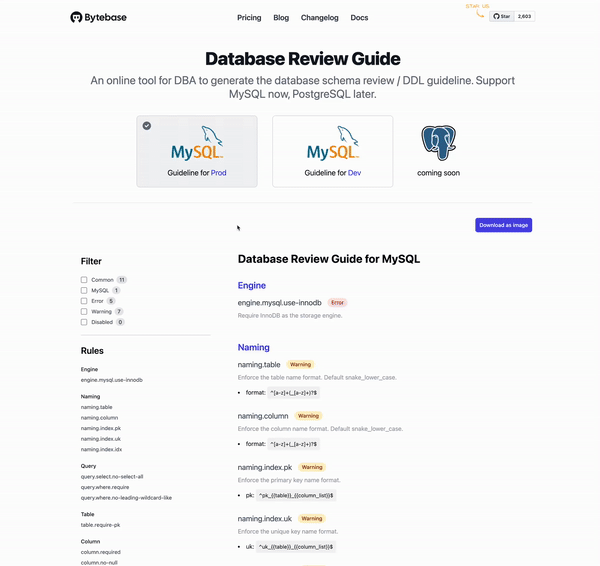 Bytebase
Pricing
Blog
Changelog
Docs
STAR US
Star
2,603
Database Review Guide
An online tool for DBA to generate the database schema review / DDL guideline. Support
MySQL now, PostgreSQL later.
MySQL
Guideline for Prod
MySQL
Guideline for Dev
coming soon
Download as image
Filter
Common 11
MySQL 1
Error 5
Warning 7
Disabled 0
Rules
Engine
engine.mysql.use-innodb
Naming
naming.table
naming.column
naming.index.pk
naming.index.uk
naming.index.idx
Query
query.select.no-select-all
query.where.require
query.where.no-leading-wildcard-like
Table
table.require-pk
Column
column.required
column.no-null
Database Review Guide for MySQL
Engine
engine.mysql.use-innodb Error
Require InnoDB as the storage engine.
Naming
naming.table Warning
Enforce the table name format. Default snake_lower_case.
format: ^[a-z]+(_[a-z]+)?$
naming.column Warning
Enforce the column name format. Default snake_lower_case.
format: ^[a-z]+(_[a-z]+)?$
naming.index.pk Warning
Enforce the primary key name format.
pk: ^pk_{{table}}_{{column_list}}$
naming.index.uk Warning
Enforce the unique key name format.
uk: ^uk_{{table}}_{{column_list}}$